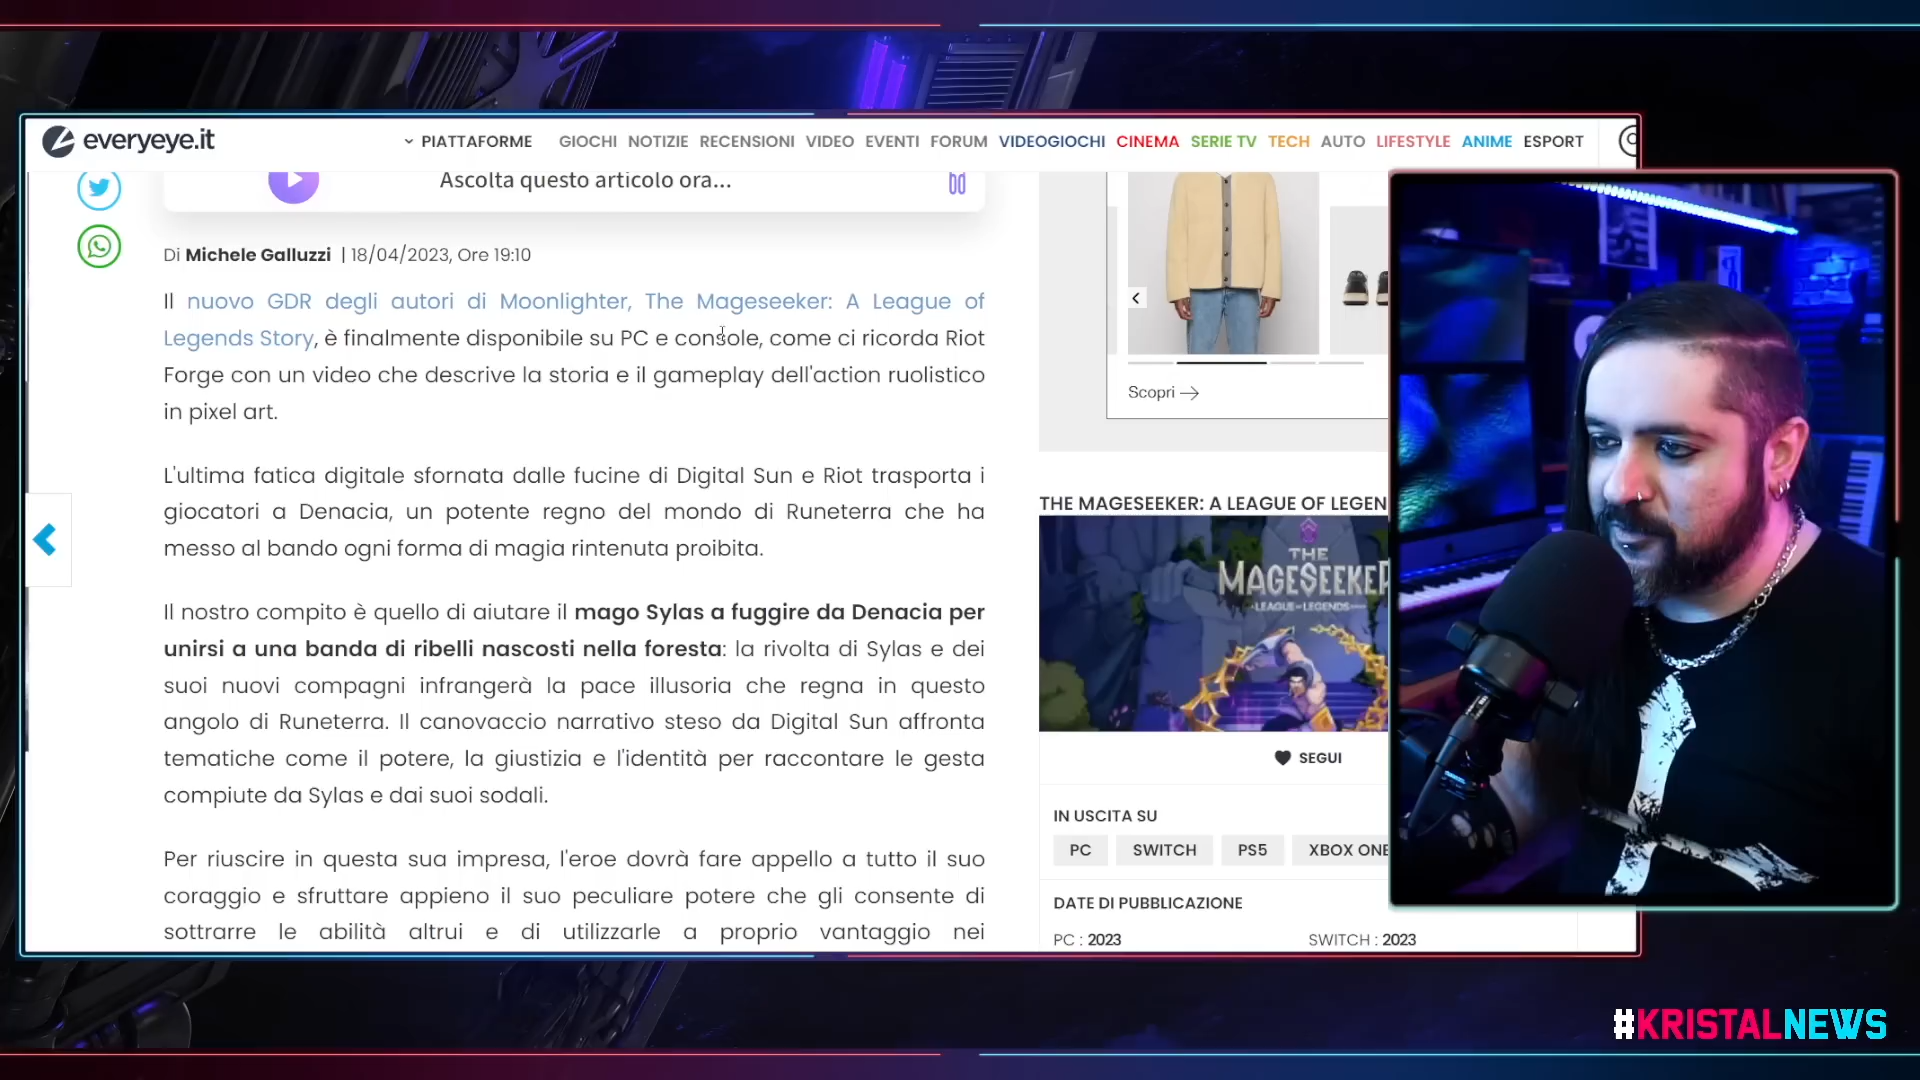 everyeye.it
PIATTAFORME GIOCHI NOTIZIE RECENSIONI VIDEO EVENTI FORUM VIDEOGIOCHI CINEMA SERIE TV TECH AUTO LIFESTYLE ANIME ESPORT
Ascolta questo articolo ora...
Di Michele Galluzzi | 18/04/2023, Ore 19:10
Il nuovo GDR degli autori di Moonlighter, The Mageseeker: A League of
Legends Story, è finalmente disponibile su PC e console, come ci ricorda Riot
Forge con un video che descrive la storia e il gameplay dell'action ruolistico
in pixel art.
L'ultima fatica digitale sfornata dalle fucine di Digital Sun e Riot trasporta i
giocatori a Denacia, un potente regno del mondo di Runeterra che ha
messo al bando ogni forma di magia rintenuta proibita.
Il nostro compito è quello di aiutare il mago Sylas a fuggire da Denacia per
unirsi a una banda di ribelli nascosti nella foresta: la rivolta di Sylas e dei
suoi nuovi compagni infrangerà la pace illusoria che regna in questo
angolo di Runeterra. Il canovaccio narrativo steso da Digital Sun affronta
tematiche come il potere, la giustizia e l'identità per raccontare le gesta
compiute da Sylas e dai suoi sodali.
Per riuscire in questa sua impresa, l'eroe dovrà fare appello a tutto il suo
coraggio e sfruttare appieno il suo peculiare potere che gli consente di
sottrarre le abilità altrui e di utilizzarle a proprio vantaggio nei
Scopri
THE MAGESEEKER: A LEAGUE OF LEGEN
THE
MAGESEEKER
LEAGUE OF LEGENDS
SEGUI
IN USCITA SU
PC SWITCH PS5 XBOX ONE
DATE DI PUBBLICAZIONE
PC : 2023 SWITCH : 2023
#KRISTALNEWS